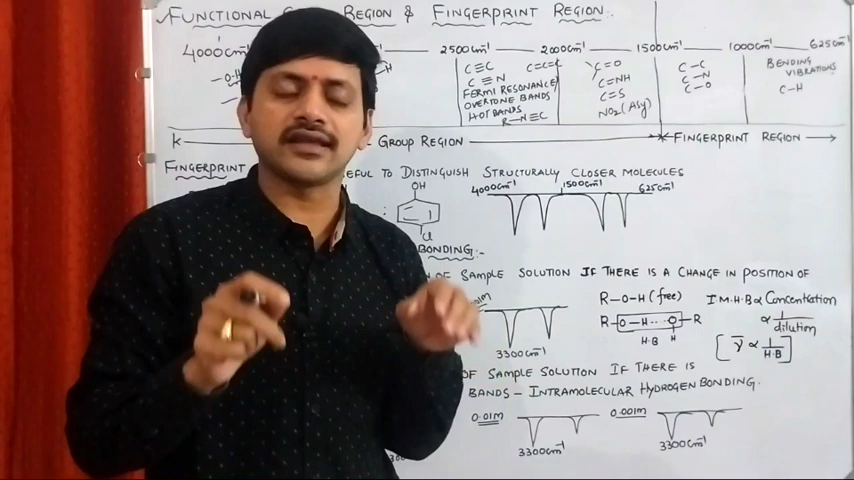 FUNCTIONAL REGION & FINGERPRINT REGION:
4000cm⁻¹ 2500cm⁻¹ 2000cm⁻¹ 1500cm⁻¹ 1000cm⁻¹ 625cm⁻¹
-O-H H C≡C C=C=C C=O C-C BENDING
C≡N C=NH C-N VIBRATIONS
FERMI RESONANCE/ C=S C-O C-H
OVERTONE BANDS NO₂(Asy)
HOT BANDS
R-N≡C
GROUP REGION FINGERPRINT REGION
FINGERPRINT USEFUL TO DISTINGUISH STRUCTURALLY CLOSER MOLECULES
OH 4000cm⁻¹ 1500cm⁻¹ 625cm⁻¹
Cl
BONDING:-
OF SAMPLE SOLUTION IF THERE IS A CHANGE IN POSITION OF
R-O-H (free) I M.H.B ∝ Concentration
R-O-H...O-R ∝ 1/dilution
H.B H [ν̄ ∝ 1/H.B]
3300cm⁻¹
OF SAMPLE SOLUTION IF THERE IS
BANDS - INTRAMOLECULAR HYDROGEN BONDING.
0.01M 0.001M
3300cm⁻¹ 3300cm⁻¹